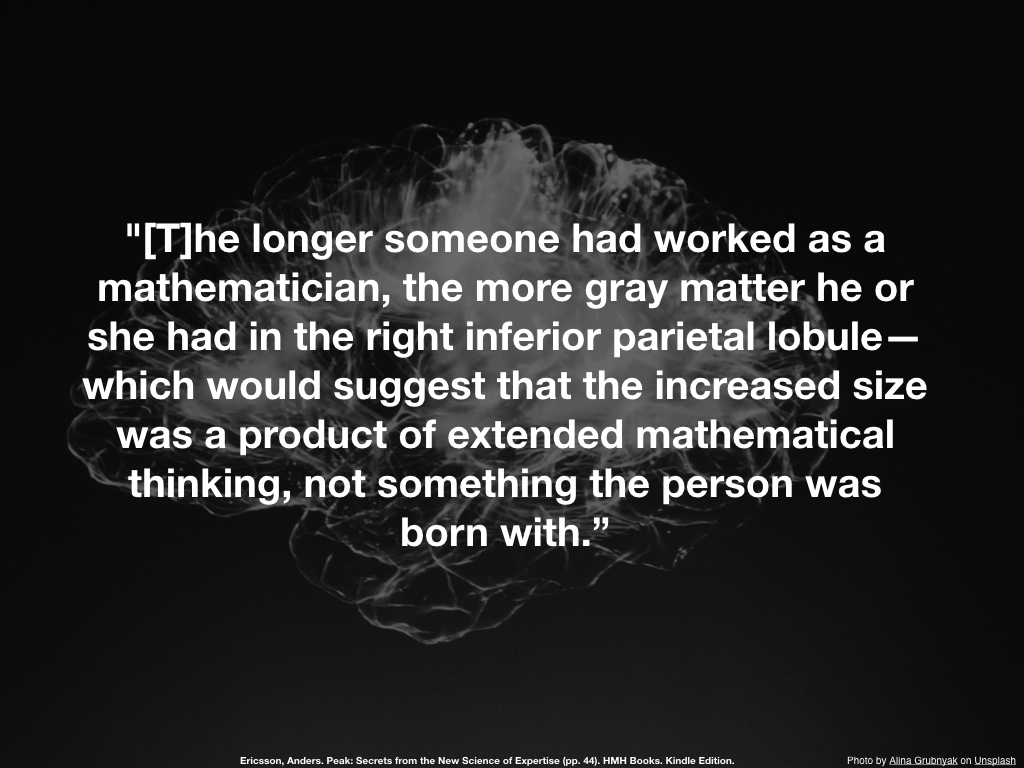 "[T]he longer someone had worked as a
mathematician, the more gray matter he or
she had in the right inferior parietal lobule—
which would suggest that the increased size
was a product of extended mathematical
thinking, not something the person was
born with.”
Ericsson, Anders. Peak: Secrets from the New Science of Expertise (pp. 44). HMH Books. Kindle Edition.
Photo by Alina Grubnyak on Unsplash